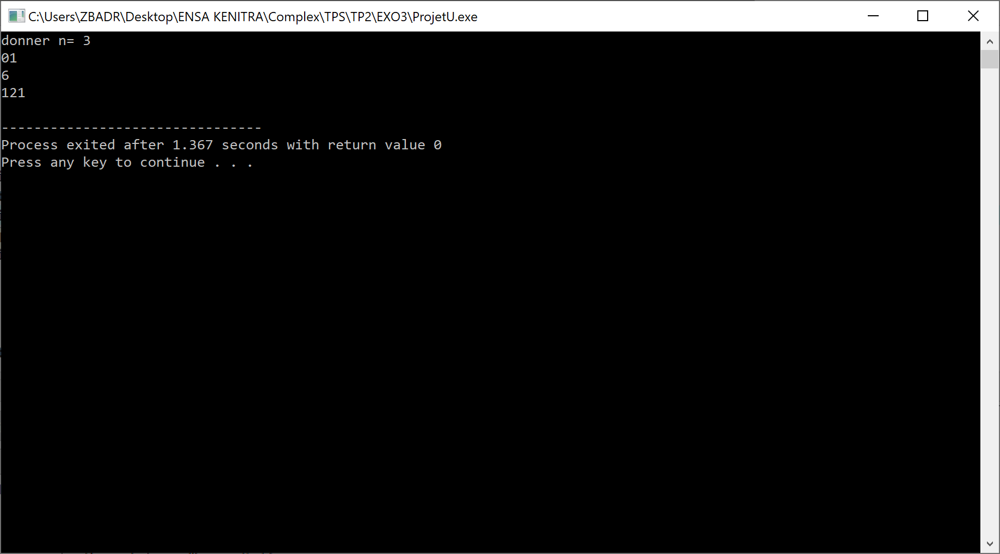 C:\Users\ZBADR\Desktop\ENSA KENITRA\Complex\TPS\TP2\EXO3\ProjetU.exe
donner n= 3
01
6
121
--------------------------------
Process exited after 1.367 seconds with return value 0
Press any key to continue . . .